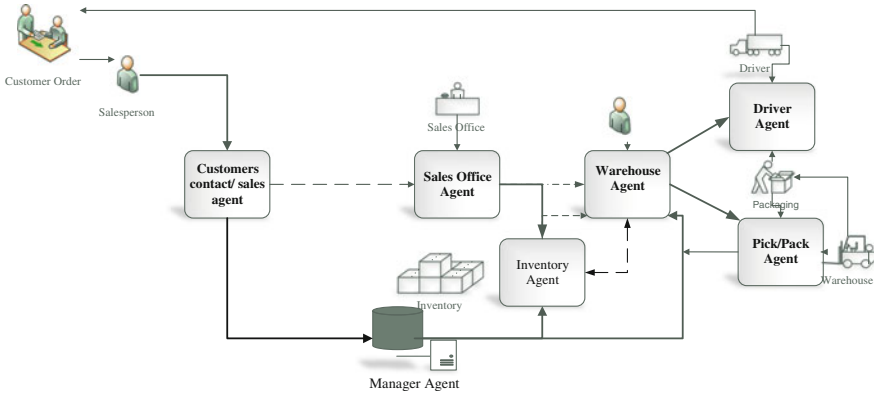 Customer Order
Salesperson
Driver
Driver
Agent
Sales Office
Customers
contact/ sales
agent
Sales Office
Agent
Warehouse
Agent
Packaging
Pick/Pack
Agent
Inventory
Agent
Warehouse
Inventory
Manager Agent